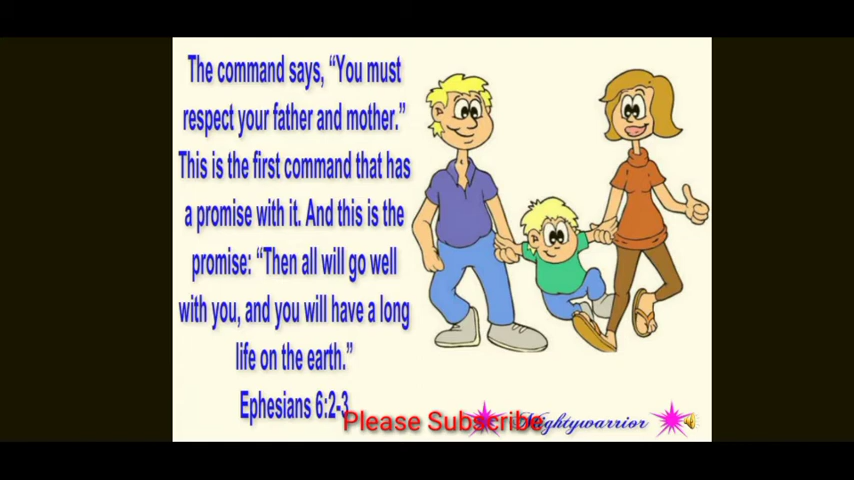 The command says, “You must
respect your father and mother.”
This is the first command that has
a promise with it. And this is the
promise: “Then all will go well
with you, and you will have a long
life on the earth.”
Ephesians 6:2-3
Please Subscribe
Mightywarrior